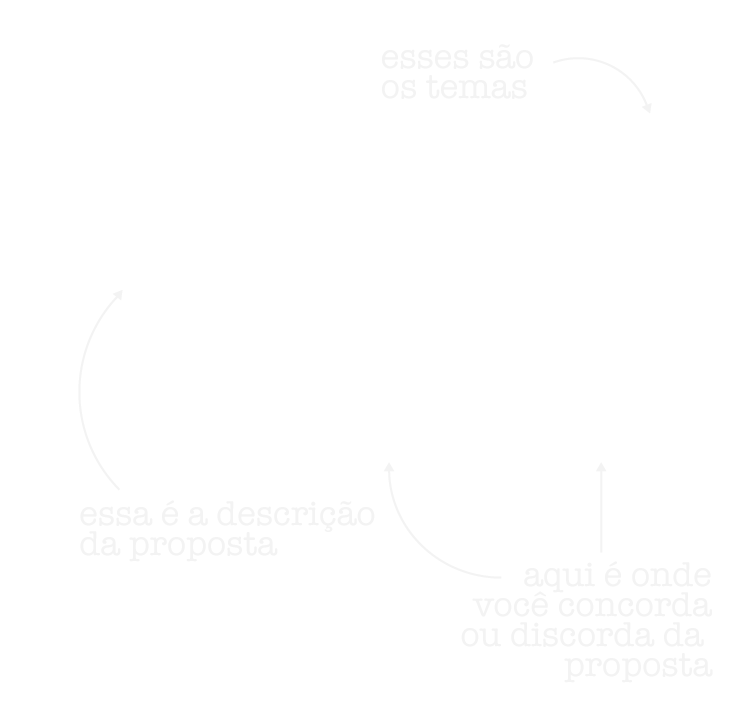 esses são
os temas
essa é a descrição
da proposta
aqui é onde
você concorda
ou discorda da
proposta